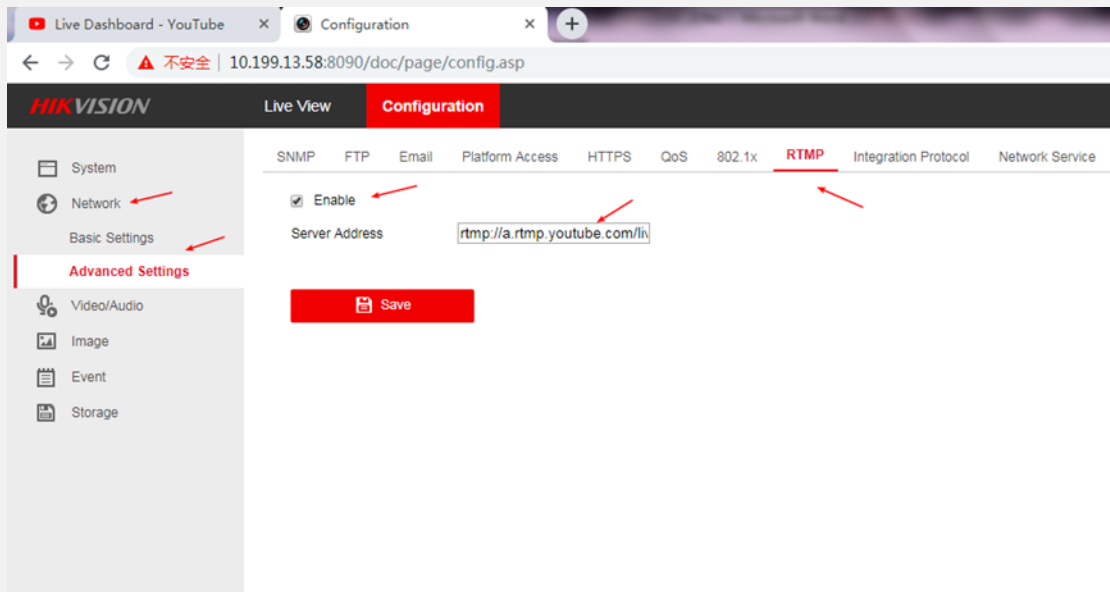 Live Dashboard - YouTube
Configuration
不安全 10.199.13.58:8090/doc/page/config.asp
HIKVISION Live View Configuration
System
Network
Basic Settings
Advanced Settings
Video/Audio
Image
Event
Storage
SNMP FTP Email Platform Access HTTPS QoS 802.1x RTMP Integration Protocol Network Service
Enable
Server Address rtmp://a.rtmp.youtube.com/liv
Save